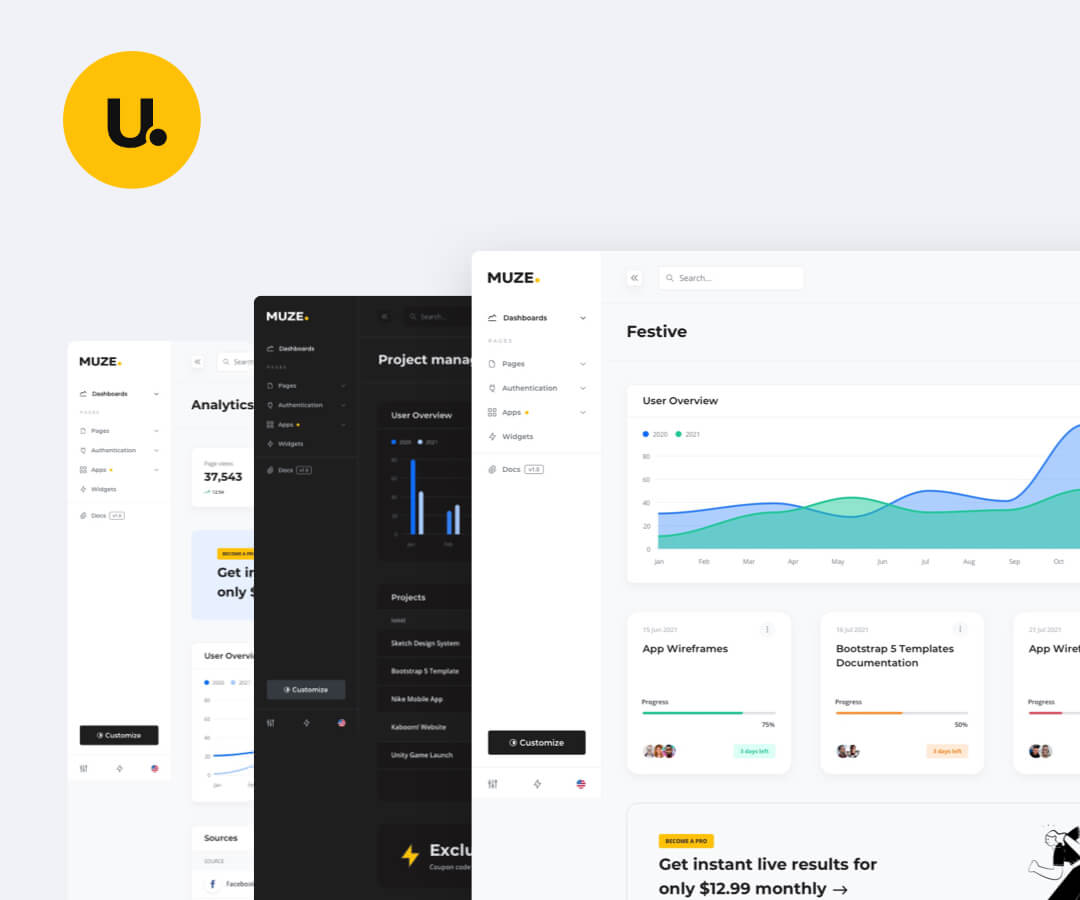 U.
MUZE.
Dashboards
PAGES
Pages
Authentication
Apps
Widgets
Docs v1.0
Customize
Search...
Analytics
Page views
37,543
12.5%
BECOME A PRO
Get in
only $
User Overvi
2020 2021
80
60
40
20
0
Jan
Sources
SOURCE
Facebook
MUZE.
Dashboards
PAGES
Pages
Authentication
Apps
Widgets
Docs v1.0
Customize
Search...
Project mana
User Overview
2020 2021
80
60
40
20
0
Jan Feb
Projects
NAME
Sketch Design System
Bootstrap 5 Template
Nike Mobile App
Kaboom! Website
Unity Game Launch
Exclu
Coupon code
MUZE.
Dashboards
PAGES
Pages
Authentication
Apps
Widgets
Docs v1.0
Customize
Search...
Festive
User Overview
2020 2021
80
60
40
20
0
Jan Feb Mar Apr May Jun Jul Aug Sep Oct
15 Jun 2021
App Wireframes
Progress
75%
3 days left
16 Jul 2021
Bootstrap 5 Templates
Documentation
Progress
50%
3 days left
21 Jul 2021
App Wiref
Progress
BECOME A PRO
Get instant live results for
only $12.99 monthly →